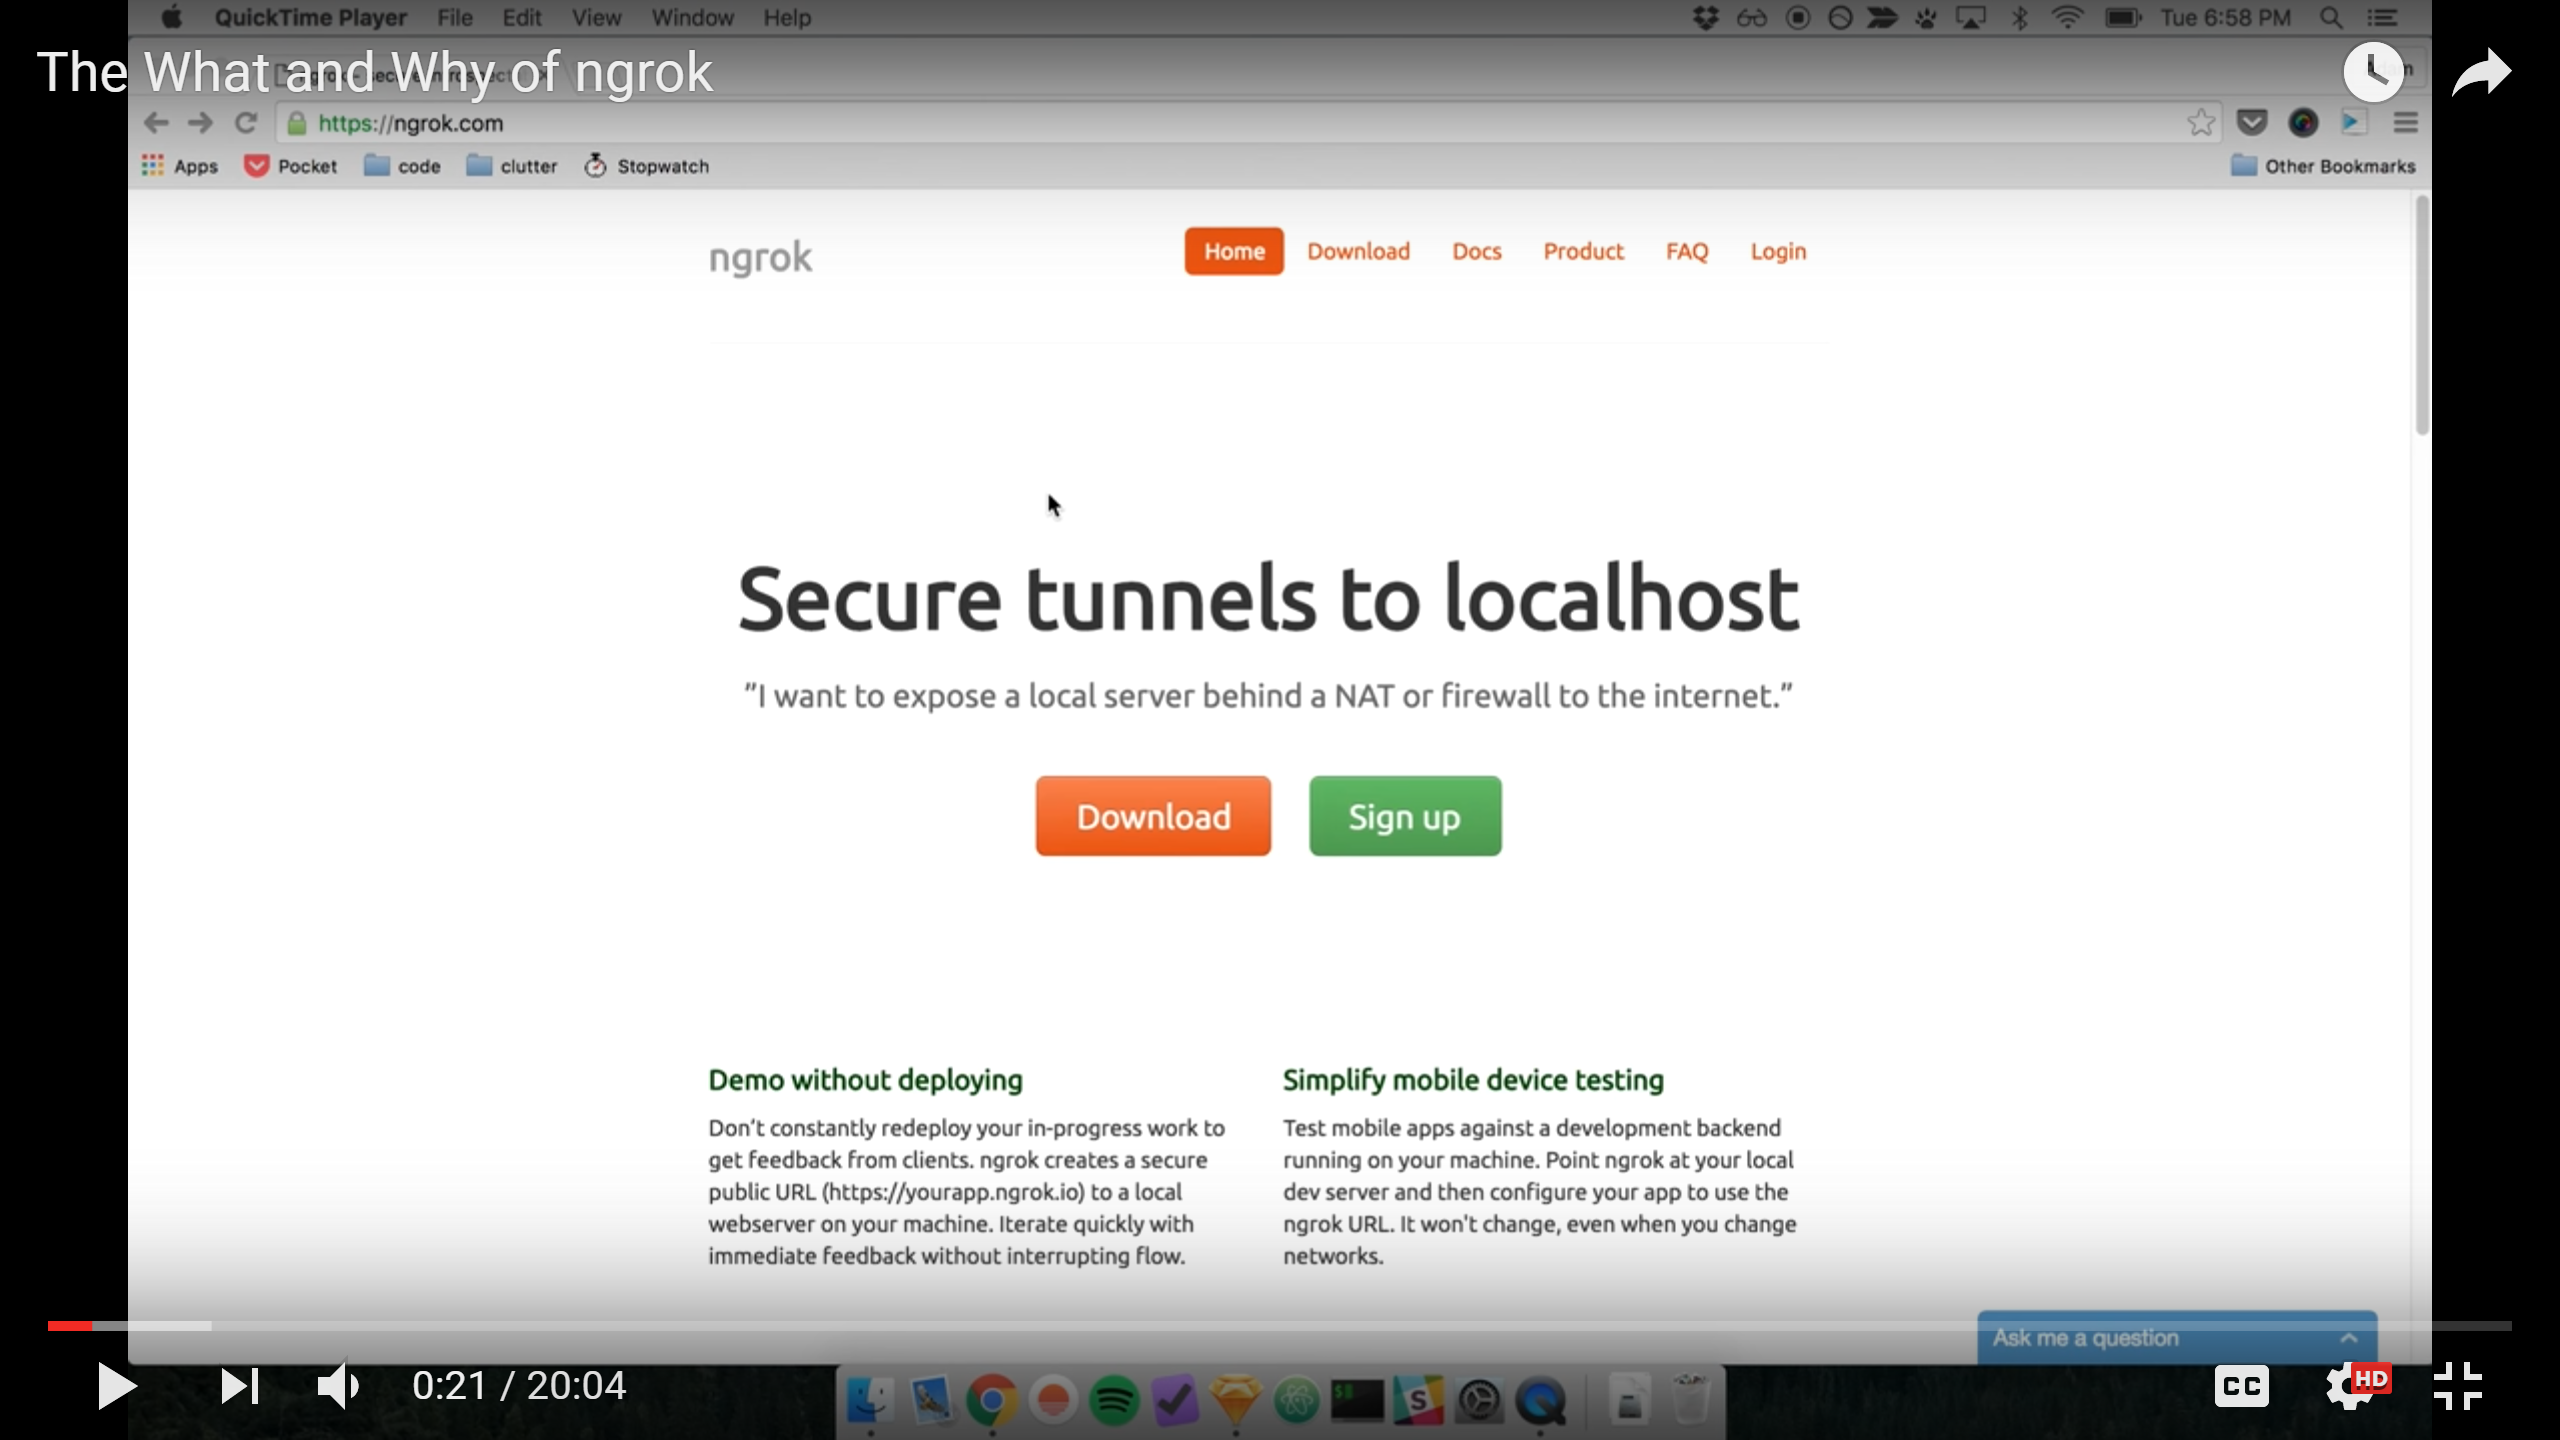 QuickTime Player File Edit View Window Help Tue 6:58 PM
The What and Why of ngrok
https://ngrok.com
Apps Pocket code clutter Stopwatch Other Bookmarks
ngrok Home Download Docs Product FAQ Login
Secure tunnels to localhost
"I want to expose a local server behind a NAT or firewall to the internet."
Download Sign up
Demo without deploying
Don't constantly redeploy your in-progress work to
get feedback from clients. ngrok creates a secure
public URL (https://yourapp.ngrok.io) to a local
webserver on your machine. Iterate quickly with
immediate feedback without interrupting flow.
Simplify mobile device testing
Test mobile apps against a development backend
running on your machine. Point ngrok at your local
dev server and then configure your app to use the
ngrok URL. It won't change, even when you change
networks.
Ask me a question
0:21 / 20:04 CC HD